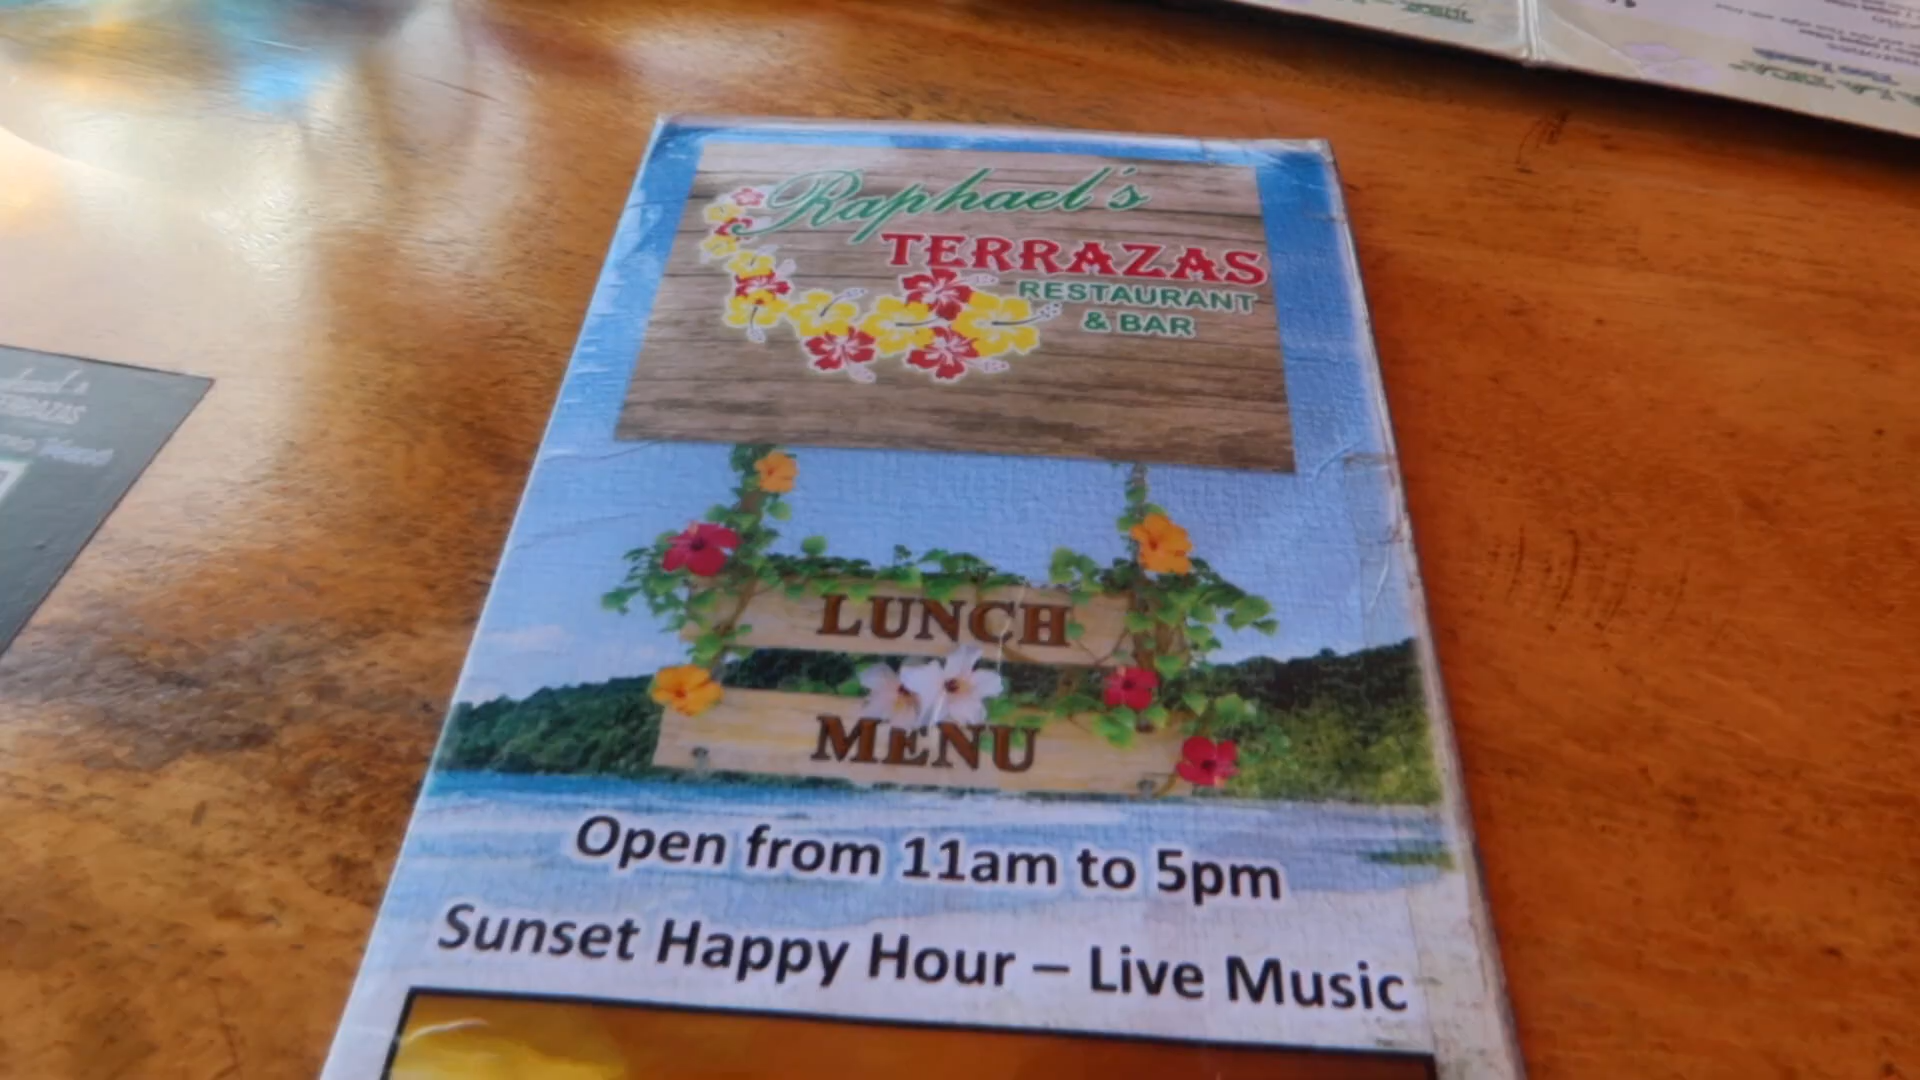 Raphael's
TERRAZAS
RESTAURANT
& BAR
LUNCH
MENU
Open from 11am to 5pm
Sunset Happy Hour – Live Music